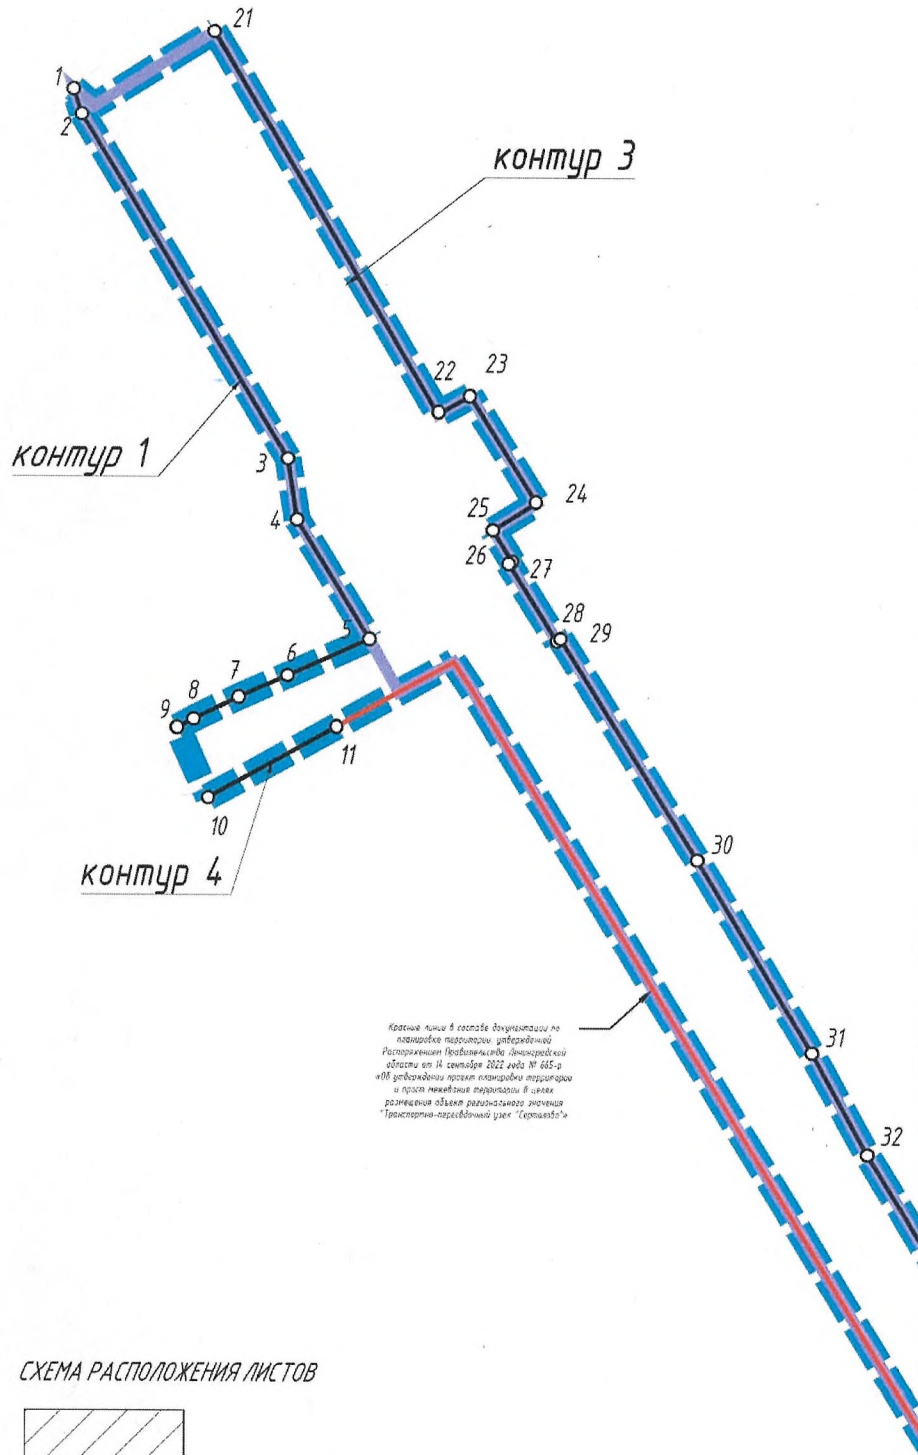 21
1
2
контур 3
22
23
контур 1
3
24
25
4
26
27
28
5
29
6
7
8
9
11
10
30
контур 4
Красные линии в составе документации по
планировке территории, утвержденной
Распоряжением Правительства Ленинградской
области от 14 сентября 2022 года № 665-р
«Об утверждении проект планировки территории
и проект межевания территории в целях
размещения объект регионального значения
"Транспортно-пересадочный узел "Сертолово"»
31
32
СХЕМА РАСПОЛОЖЕНИЯ ЛИСТОВ